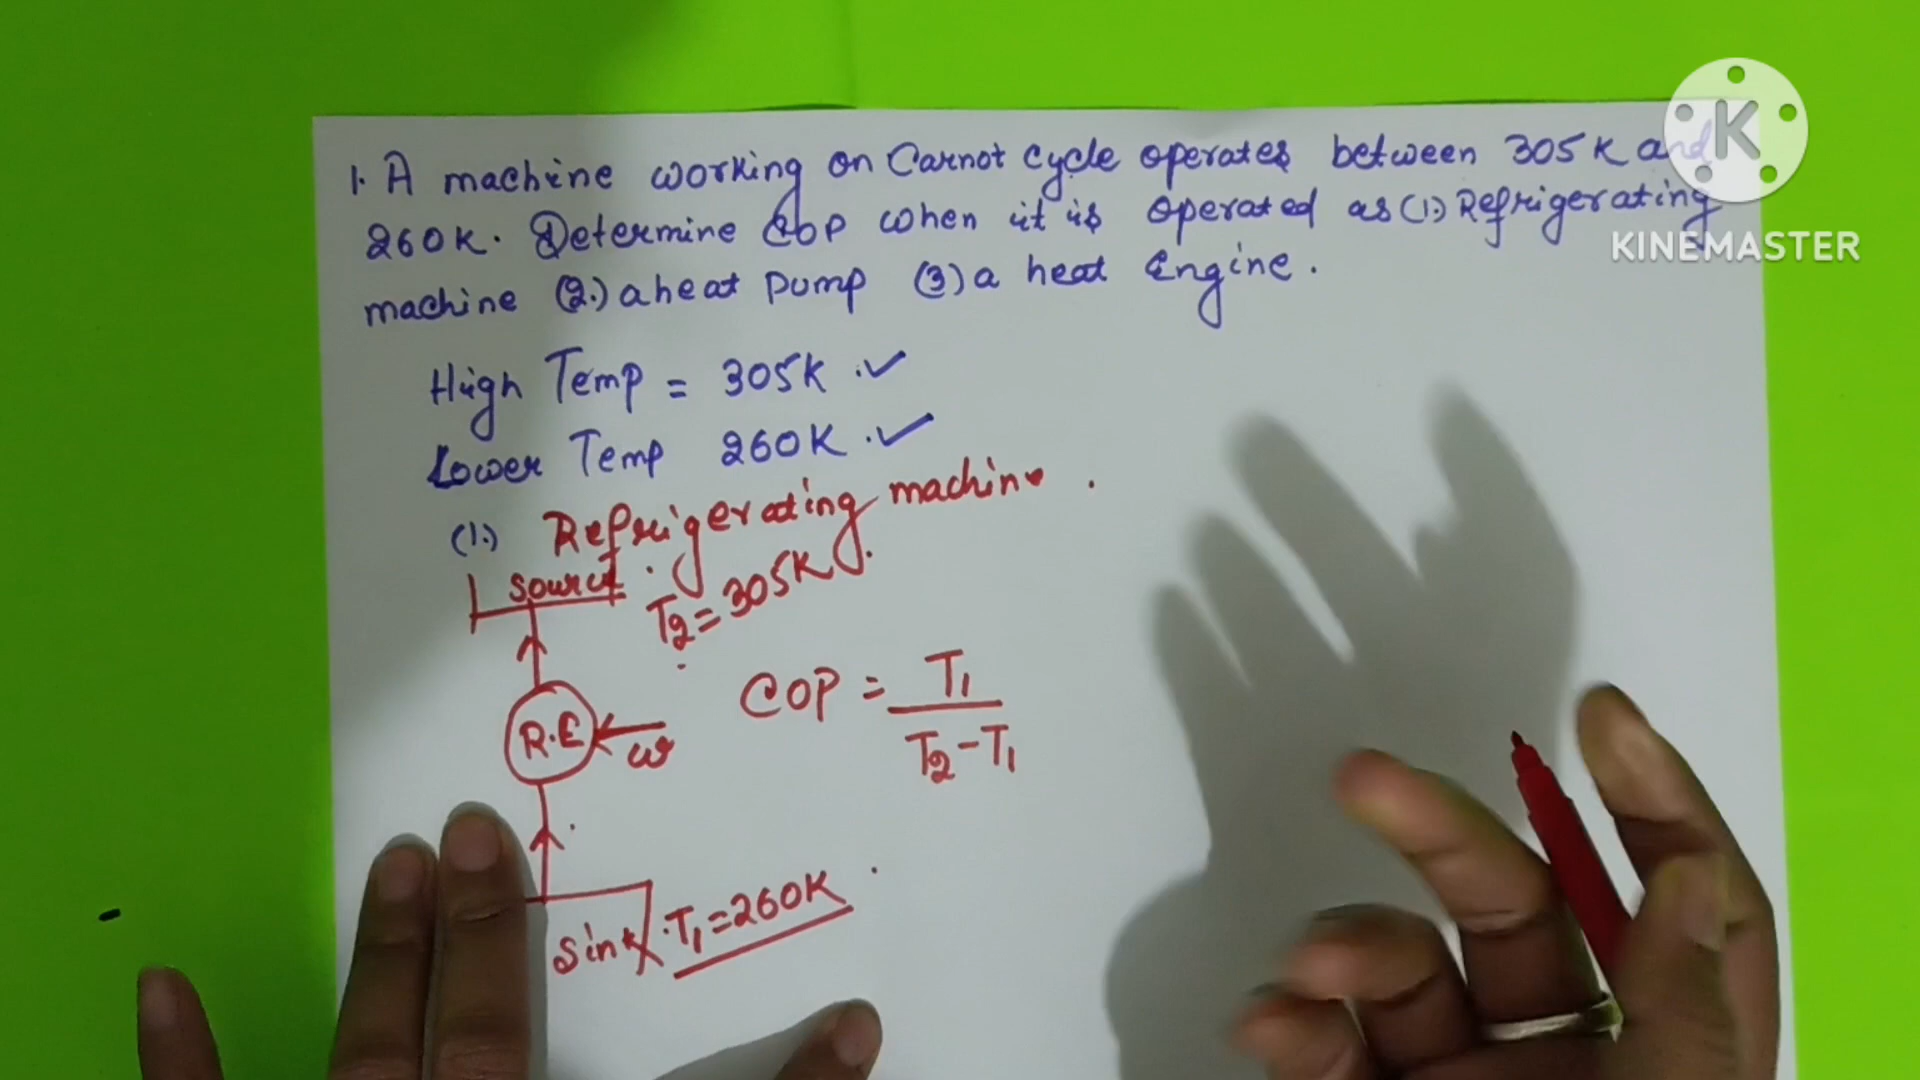 1. A machine working on Carnot cycle operates between 305K and
260K. Determine COP when it is operated as (1.) Refrigerating
machine (2.) a heat pump (3) a heat Engine.
High Temp = 305K.
Lower Temp 260K.
(1.) Refrigerating machine.
source. T2 = 305K.
COP = T1 / T2 - T1
R.E
w
sink. T1 = 260K
K
KINEMASTER